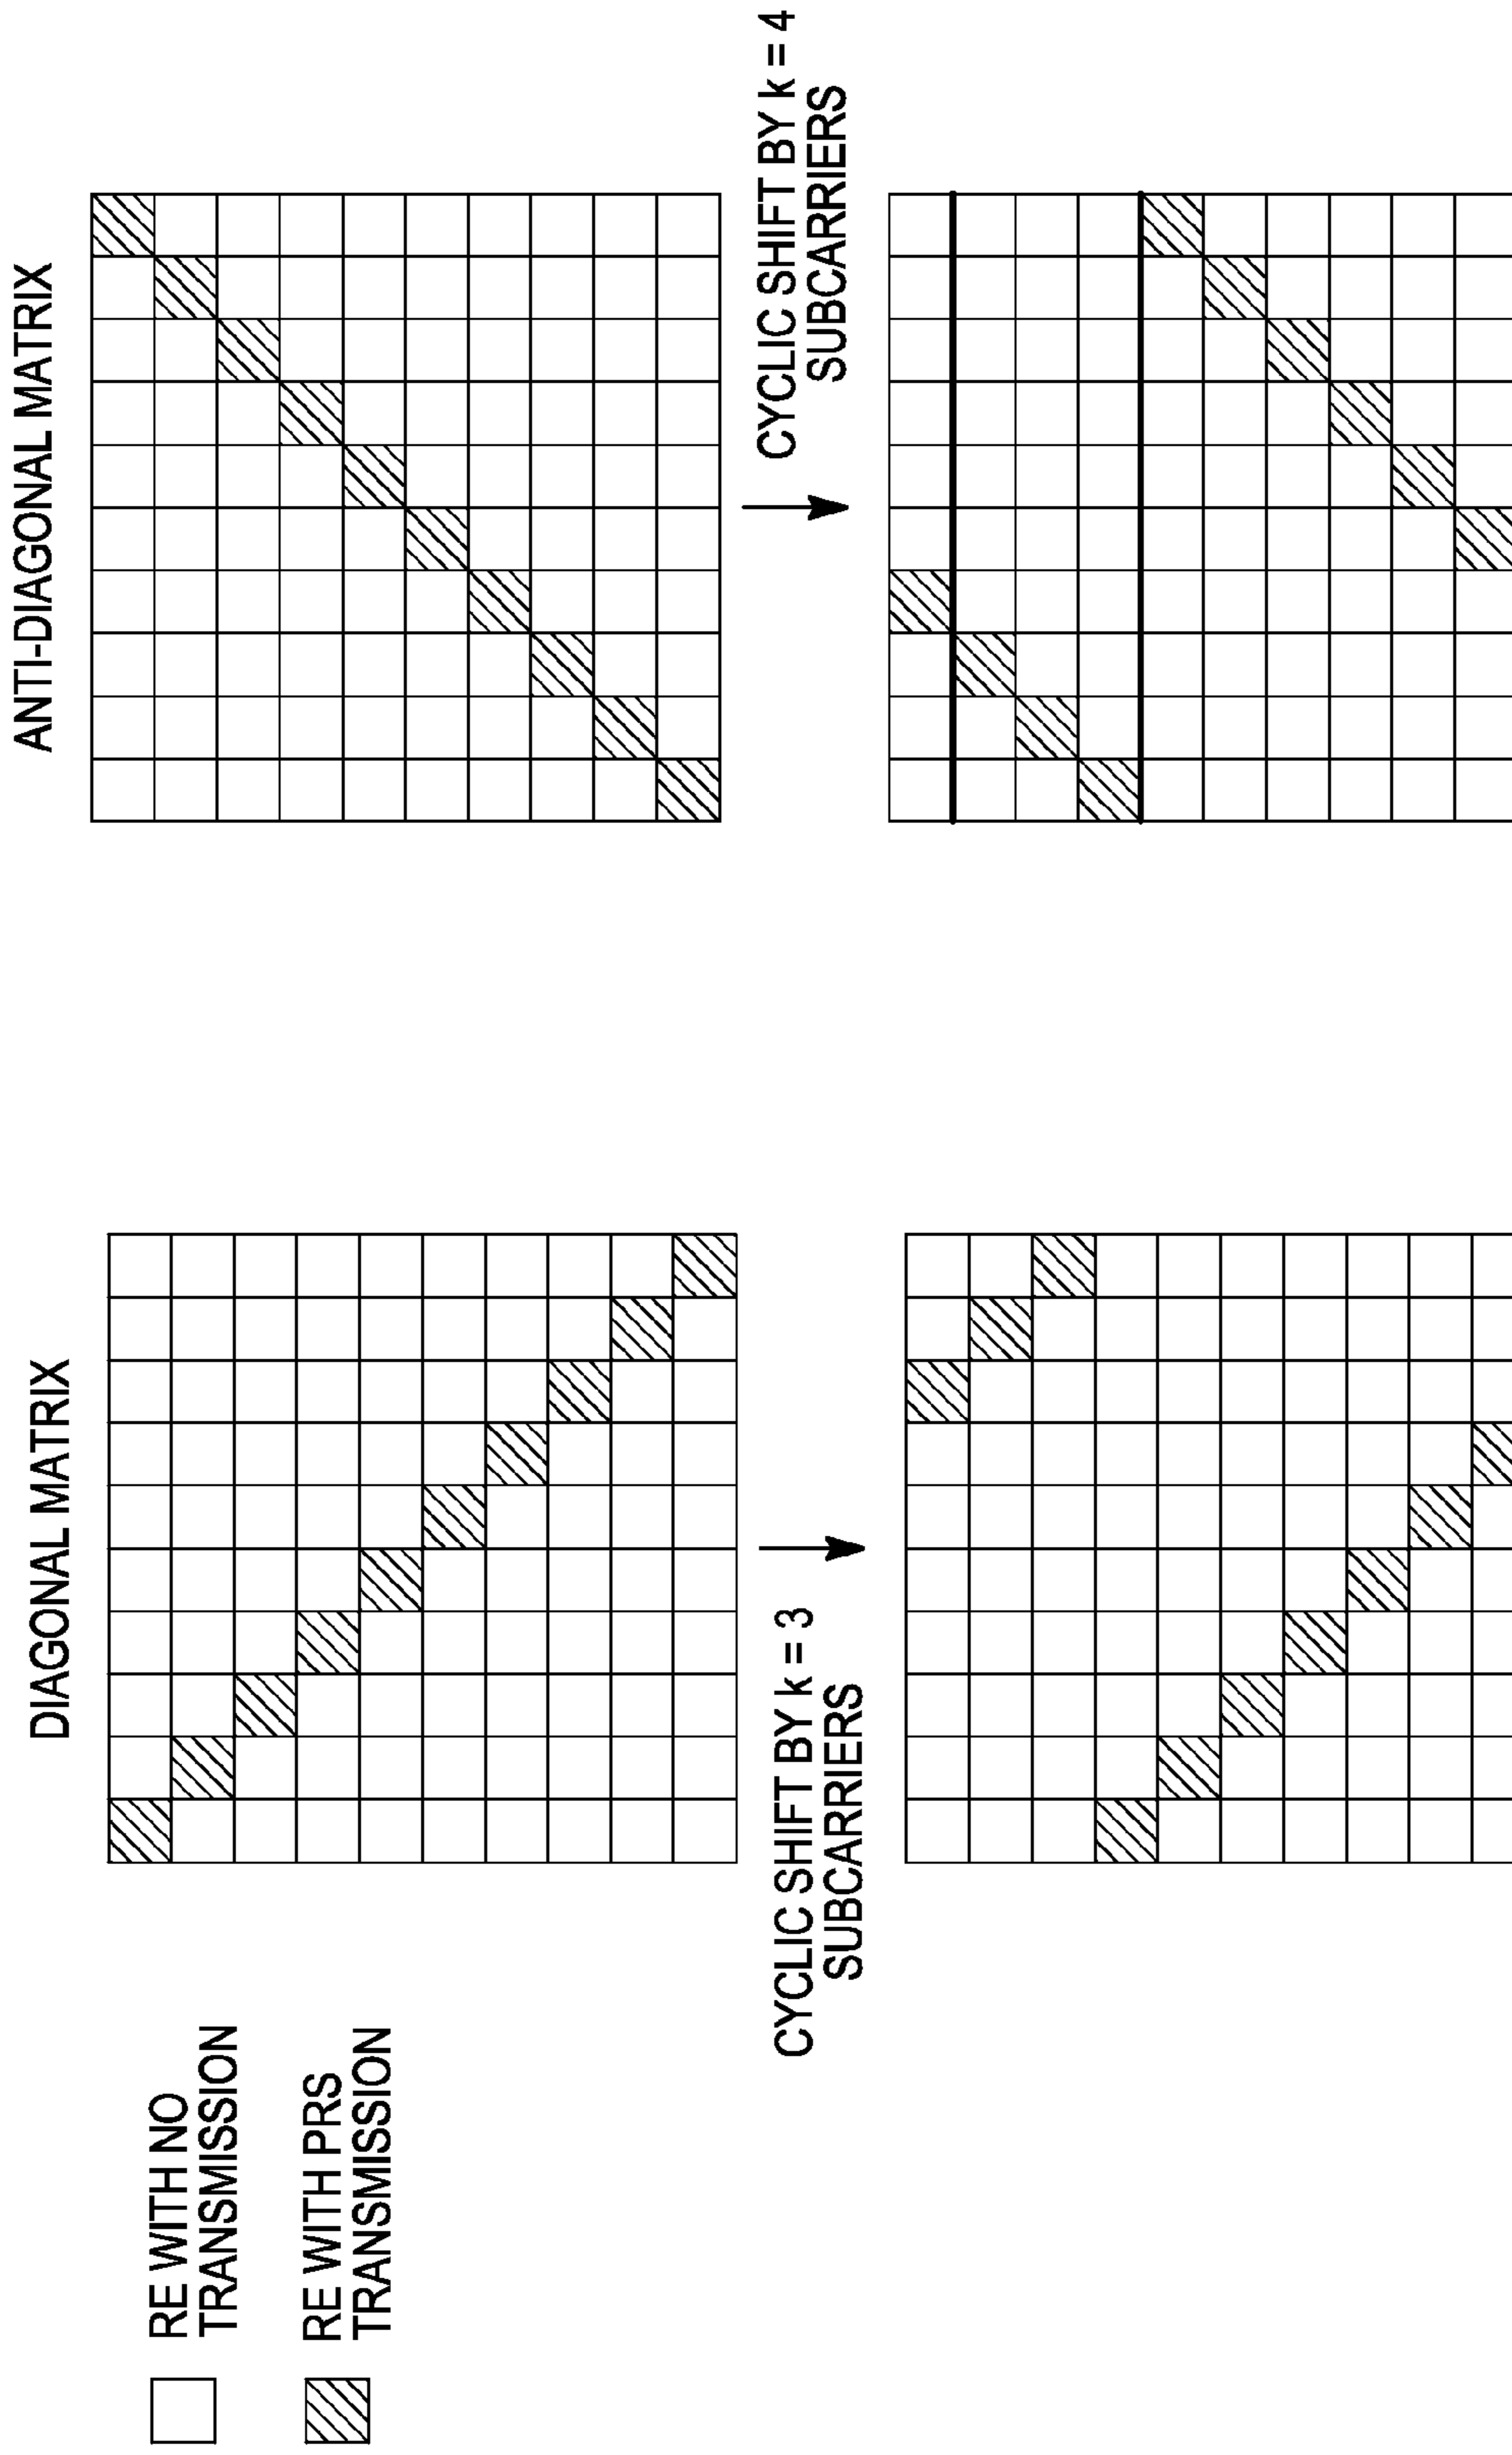 RE WITH NO
TRANSMISSION
RE WITH PRS
TRANSMISSION
DIAGONAL MATRIX
CYCLIC SHIFT BY k = 3
SUBCARRIERS
ANTI-DIAGONAL MATRIX
CYCLIC SHIFT BY k = 4
SUBCARRIERS